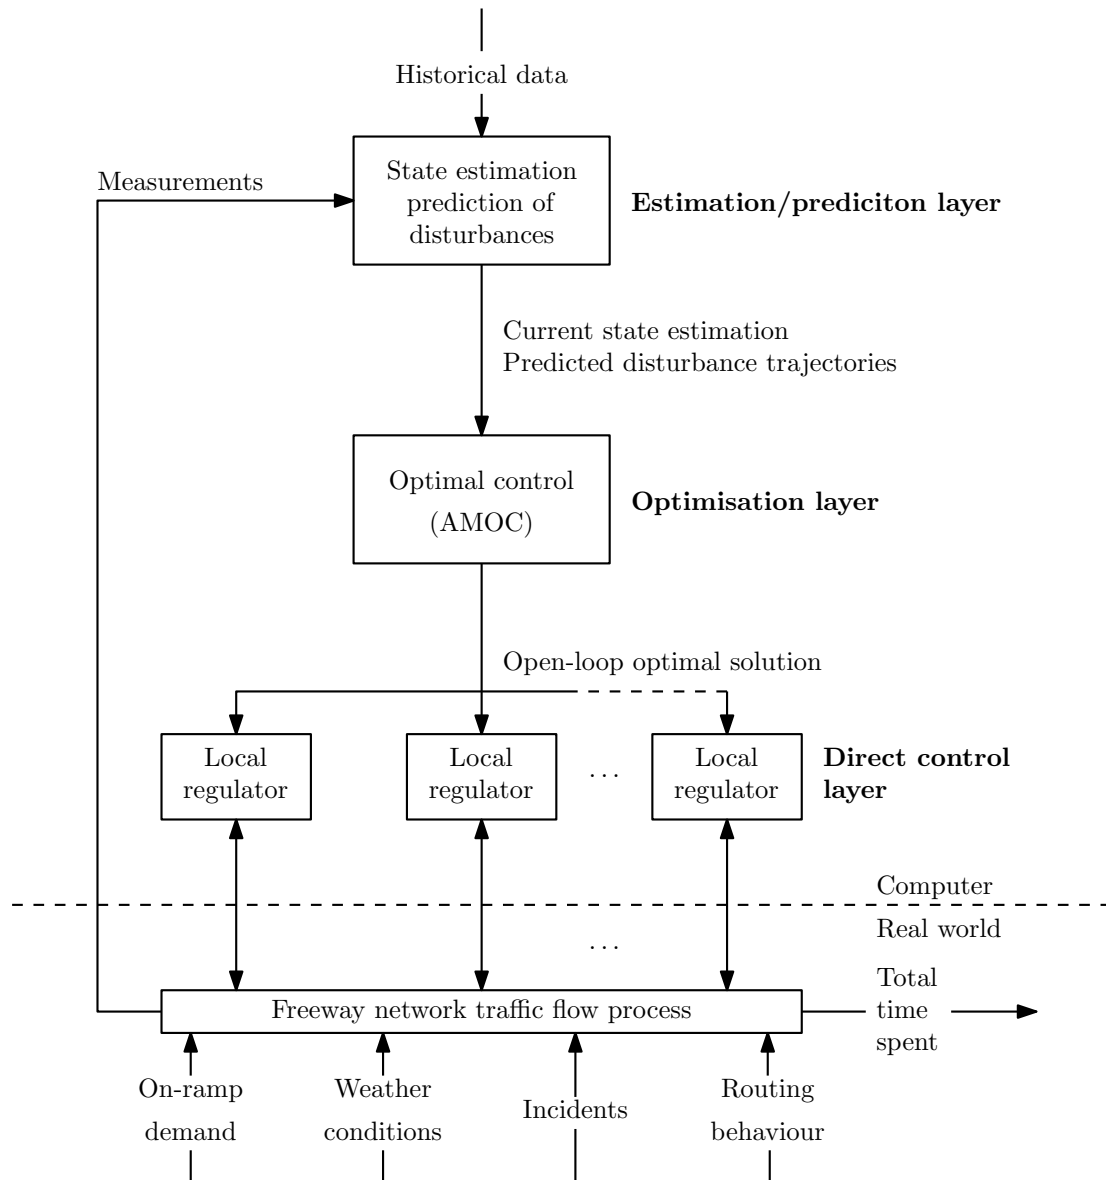 Historical data
Measurements
State estimation
prediction of
disturbances
Estimation/prediciton layer
Current state estimation
Predicted disturbance trajectories
Optimal control
(AMOC)
Optimisation layer
Open-loop optimal solution
Local
regulator
Local
regulator
...
Local
regulator
Direct control
layer
Computer
Real world
...
Freeway network traffic flow process
Total
time
spent
On-ramp
demand
Weather
conditions
Incidents
Routing
behaviour